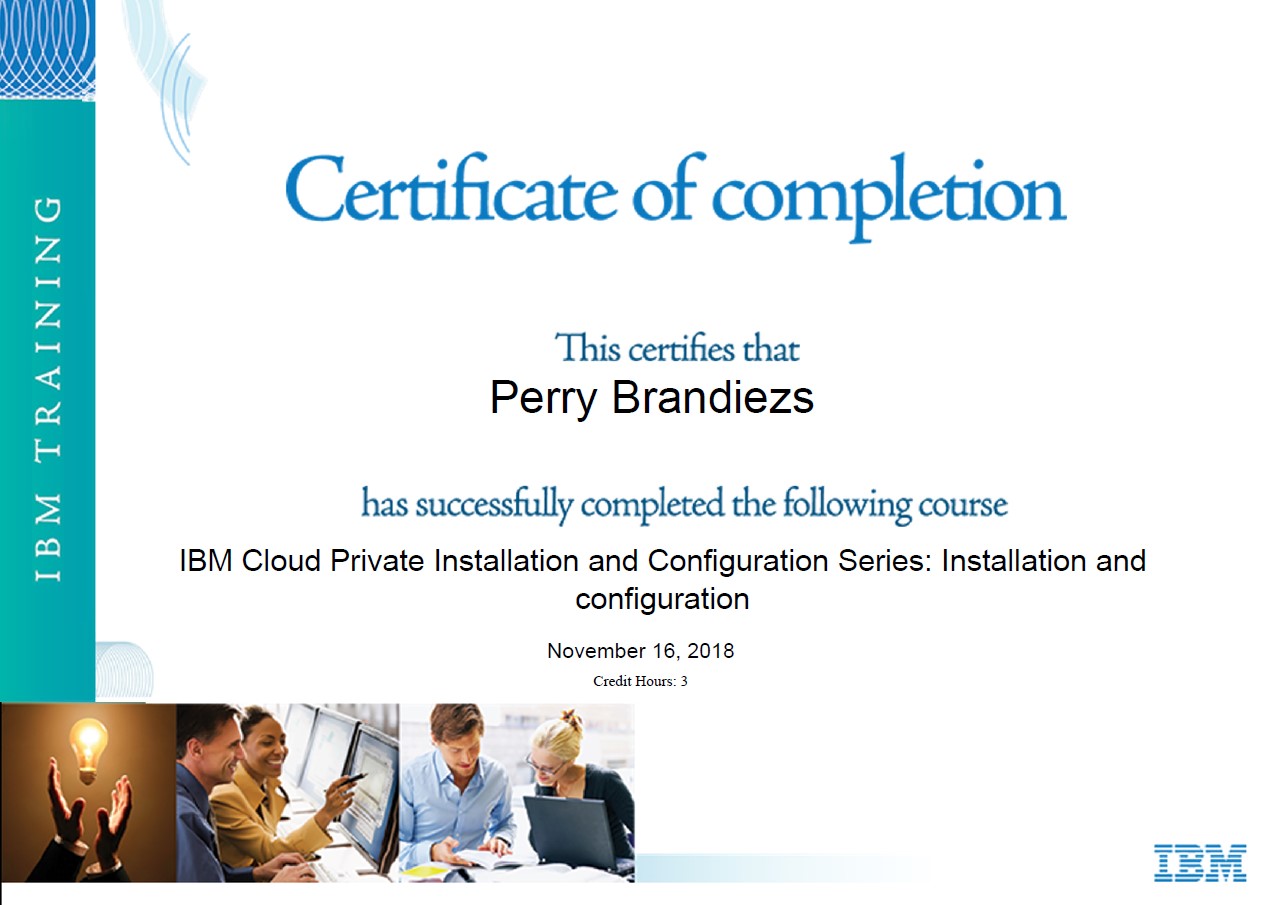 IBM TRAINING
Certificate of completion
This certifies that
Perry Brandiezs
has successfully completed the following course
IBM Cloud Private Installation and Configuration Series: Installation and
configuration
November 16, 2018
Credit Hours: 3
IBM